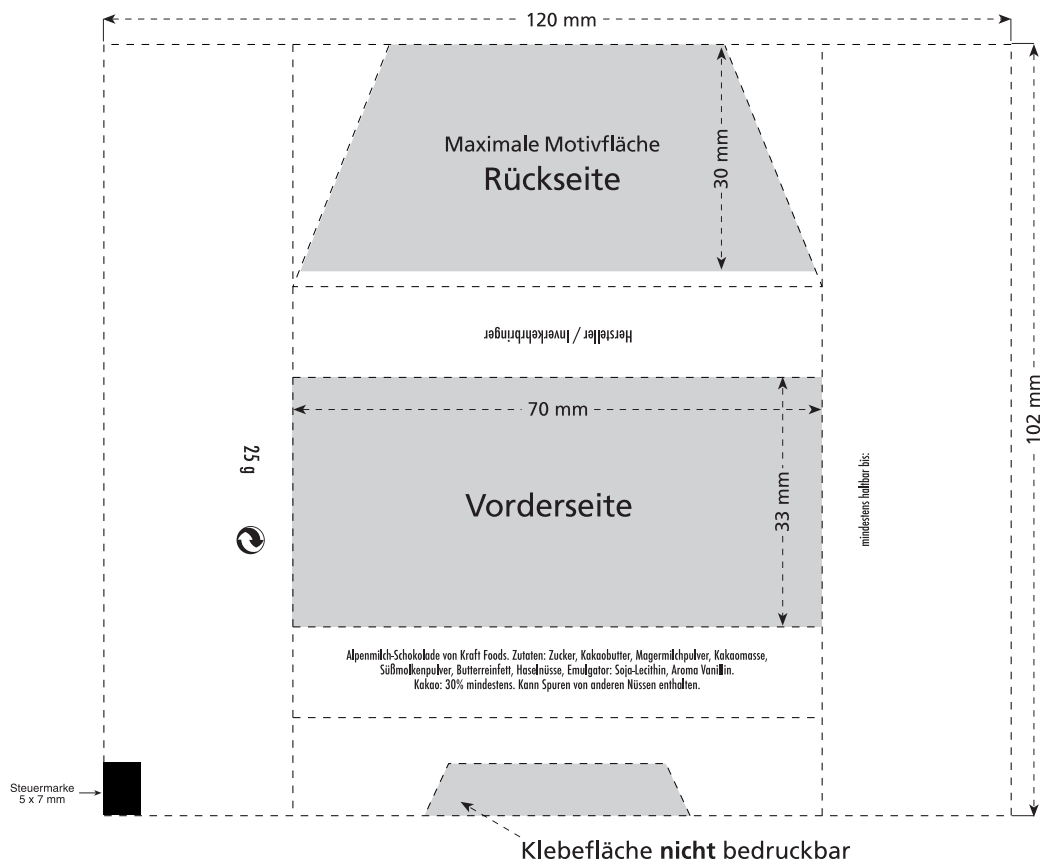 120 mm
Maximale Motivfläche
Rückseite
30 mm
Hersteller / Inverkehrbringer
70 mm
102 mm
25 g
Vorderseite
33 mm
mindestens haltbar bis:
Alpenmilch-Schokolade von Kraft Foods. Zutaten: Zucker, Kakaobutter, Magermilchpulver, Kakaomasse,
Süßmolkenpulver, Butterreinfett, Haselnüsse, Emulgator: Soja-Lecithin, Aroma Vanillin.
Kakao: 30% mindestens. Kann Spuren von anderen Nüssen enthalten.
Steuermarke
5 x 7 mm
Klebefläche nicht bedruckbar